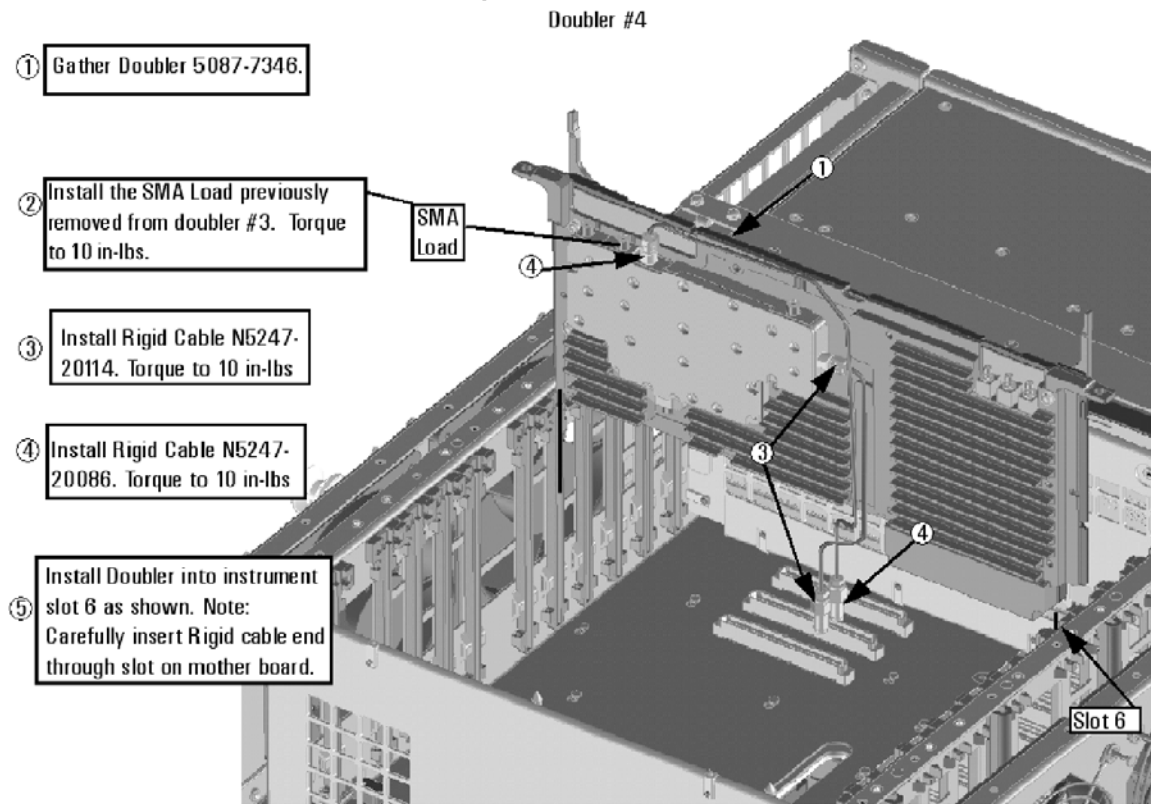 Doubler #4
① Gather Doubler 5087-7346.
② Install the SMA Load previously
removed from doubler #3. Torque
to 10 in-lbs.
SMA
Load
③ Install Rigid Cable N5247-
20114. Torque to 10 in-lbs
④ Install Rigid Cable N5247-
20086. Torque to 10 in-lbs
⑤ Install Doubler into instrument
slot 6 as shown. Note:
Carefully insert Rigid cable end
through slot on mother board.
①
④
③
④
Slot 6